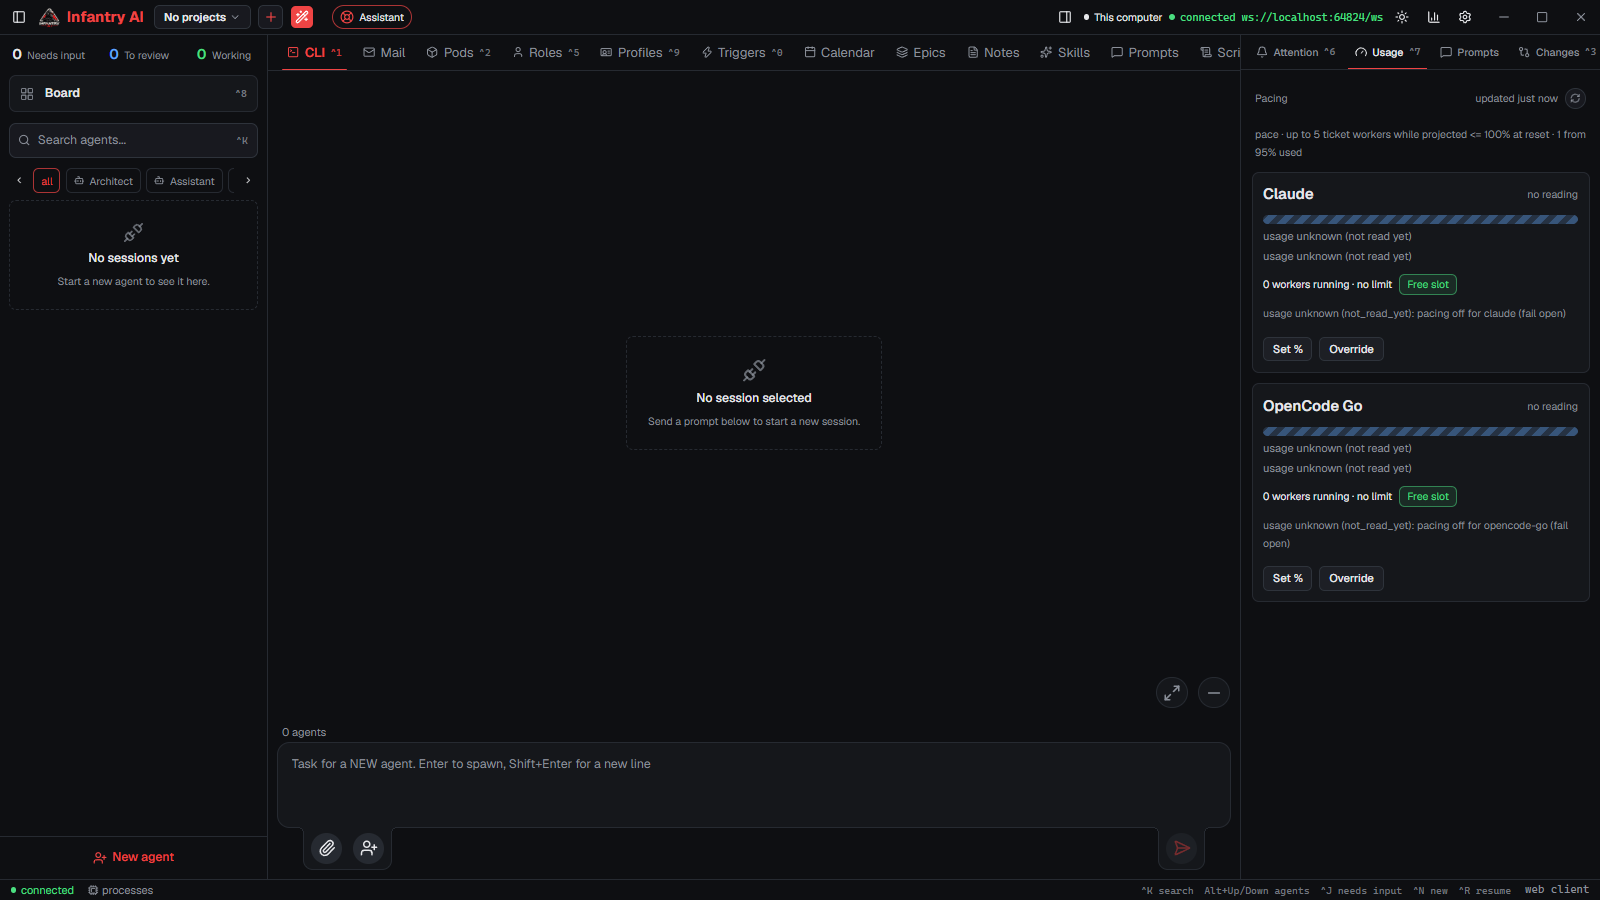 Infantry AI
No projects
Assistant
This computer
connected ws://localhost:64824/ws
0 Needs input
0 To review
0 Working
Board ^8
Search agents... ^K
all
Architect
Assistant
No sessions yet
Start a new agent to see it here.
New agent
CLI ^1
Mail
Pods ^2
Roles ^5
Profiles ^9
Triggers ^0
Calendar
Epics
Notes
Skills
Prompts
Scri
No session selected
Send a prompt below to start a new session.
0 agents
Task for a NEW agent. Enter to spawn, Shift+Enter for a new line
Attention ^6
Usage ^7
Prompts
Changes ^3
Pacing
updated just now
pace · up to 5 ticket workers while projected <= 100% at reset · 1 from
95% used
Claude
no reading
usage unknown (not read yet)
usage unknown (not read yet)
0 workers running · no limit
Free slot
usage unknown (not_read_yet): pacing off for claude (fail open)
Set %
Override
OpenCode Go
no reading
usage unknown (not read yet)
usage unknown (not read yet)
0 workers running · no limit
Free slot
usage unknown (not_read_yet): pacing off for opencode-go (fail
open)
Set %
Override
connected
processes
^K search
Alt+Up/Down agents
^J needs input
^N new
^R resume
web client